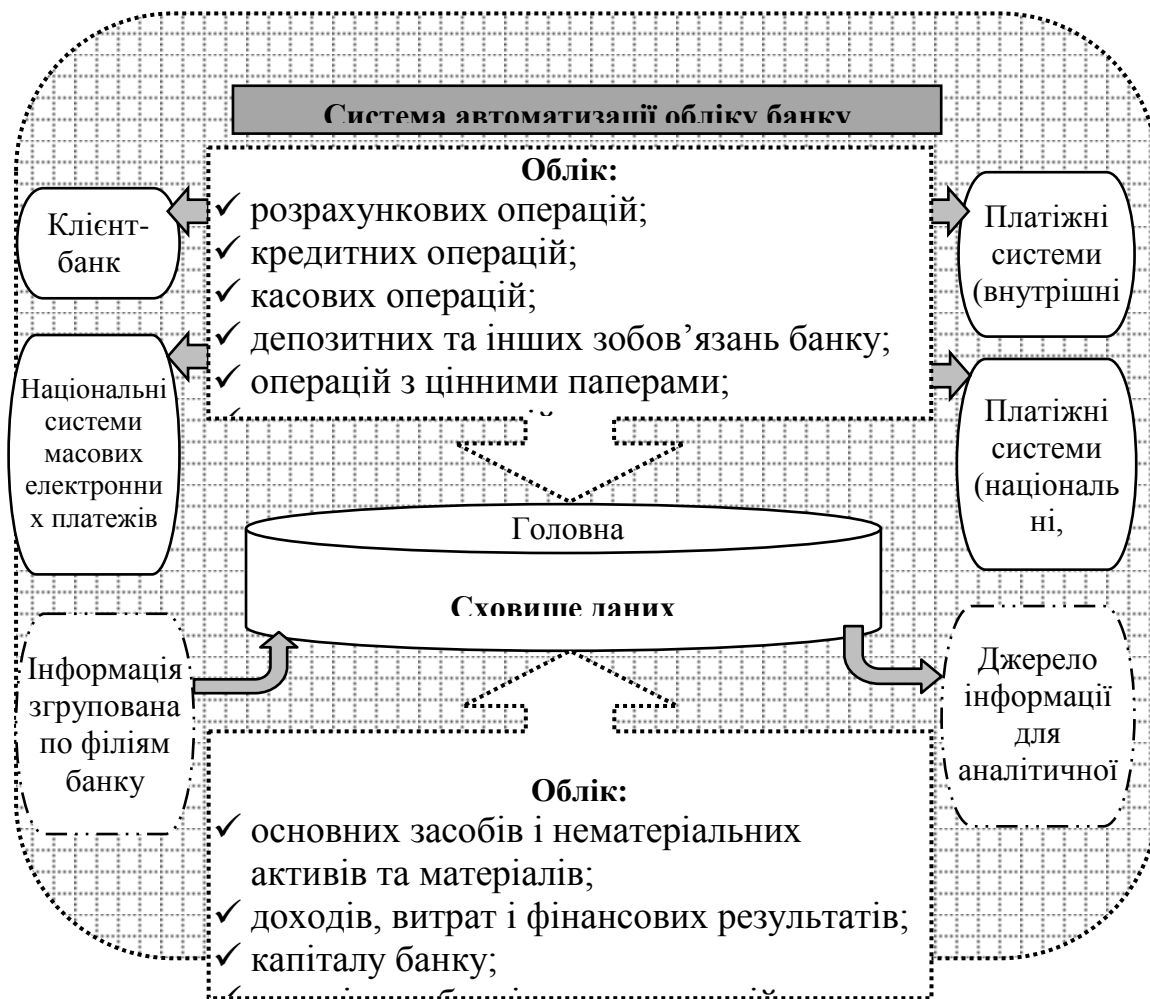 Система автоматизації обліку банку
Облік:
✓ розрахункових операцій;
✓ кредитних операцій;
✓ касових операцій;
✓ депозитних та інших зобов’язань банку;
✓ операцій з цінними паперами;
Клієнт-
банк
Національні
системи
масових
електронни
х платежів
Платіжні
системи
(внутрішні
Платіжні
системи
(національ
ні,
Головна
Сховище даних
Інформація
згрупована
по філіям
банку
Джерело
інформації
для
аналітичної
Облік:
✓ основних засобів і нематеріальних
активів та матеріалів;
✓ доходів, витрат і фінансових результатів;
✓ капіталу банку;